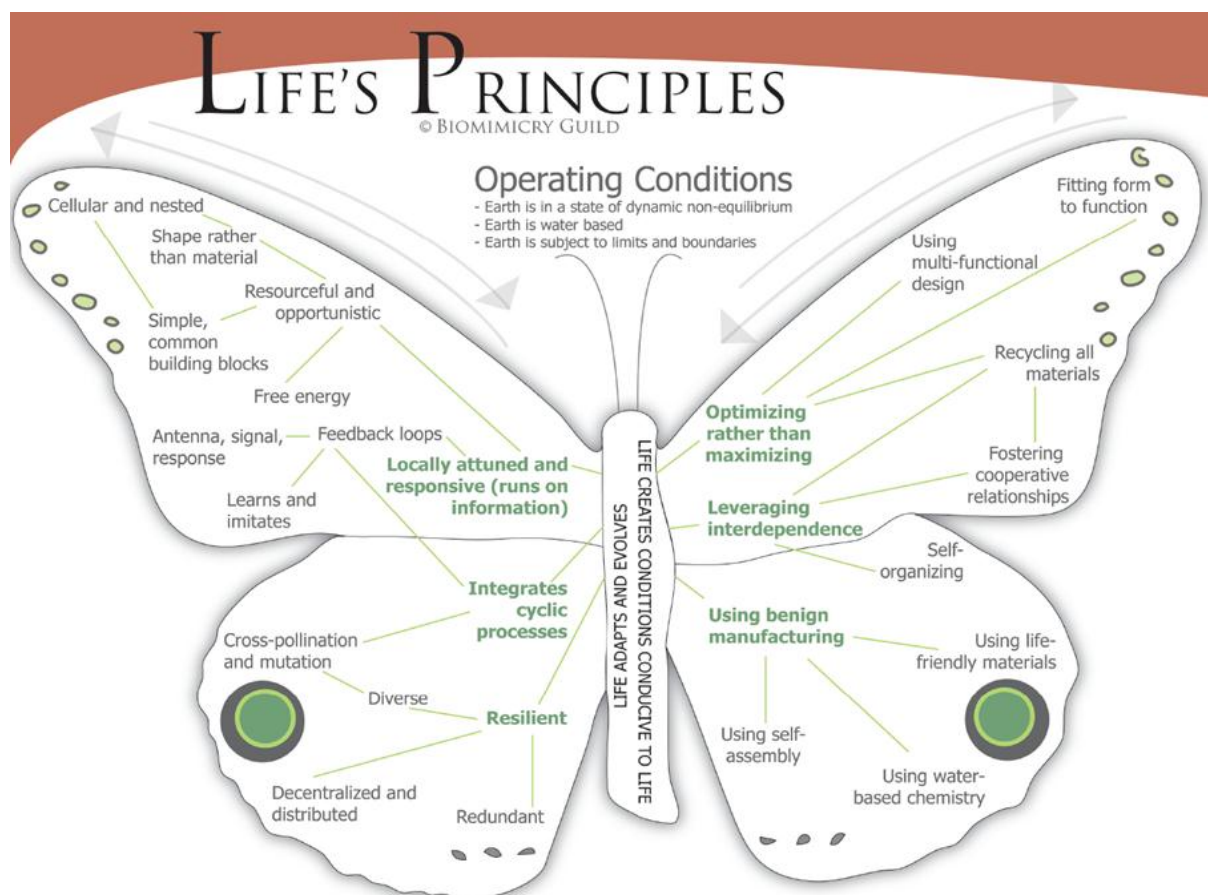 LIFE'S PRINCIPLES
© BIOMIMICRY GUILD
Operating Conditions
- Earth is in a state of dynamic non-equilibrium
- Earth is water based
- Earth is subject to limits and boundaries
Cellular and nested
Shape rather
than material
Resourceful and
opportunistic
Simple,
common
building blocks
Free energy
Antenna, signal,
response
Feedback loops
Learns and
imitates
Locally attuned and
responsive (runs on
information)
Integrates
cyclic
processes
Cross-pollination
and mutation
Diverse
Resilient
Decentralized and
distributed
Redundant
LIFE ADAPTS AND EVOLVES
LIFE CREATES CONDITIONS CONDUCIVE TO LIFE
Fitting form
to function
Using
multi-functional
design
Recycling all
materials
Optimizing
rather than
maximizing
Fostering
cooperative
relationships
Leveraging
interdependence
Self-
organizing
Using benign
manufacturing
Using life-
friendly materials
Using self-
assembly
Using water-
based chemistry